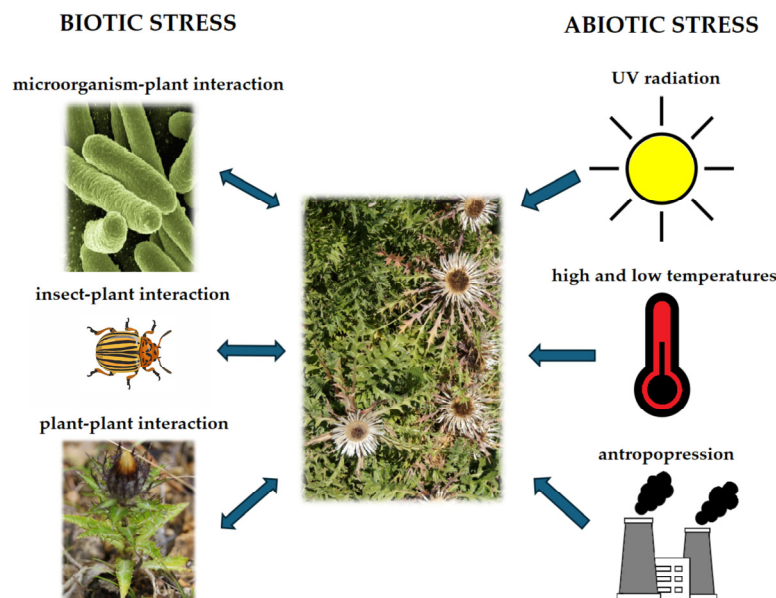 BIOTIC STRESS
microorganism-plant interaction
insect-plant interaction
plant-plant interaction
ABIOTIC STRESS
UV radiation
high and low temperatures
antropopression